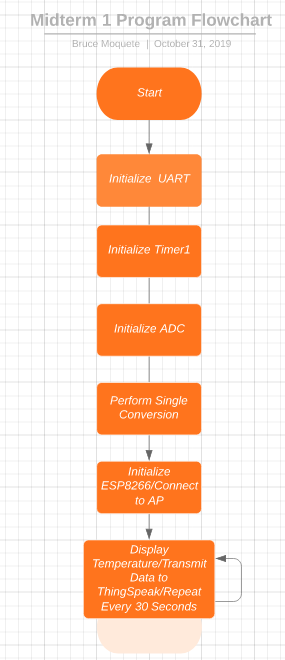 Midterm 1 Program Flowchart
Bruce Moquete | October 31, 2019
Start
Initialize UART
Initialize Timer1
Initialize ADC
Perform Single
Conversion
Initialize
ESP8266/Connect
to AP
Display
Temperature/Transmit
Data to
ThingSpeak/Repeat
Every 30 Seconds